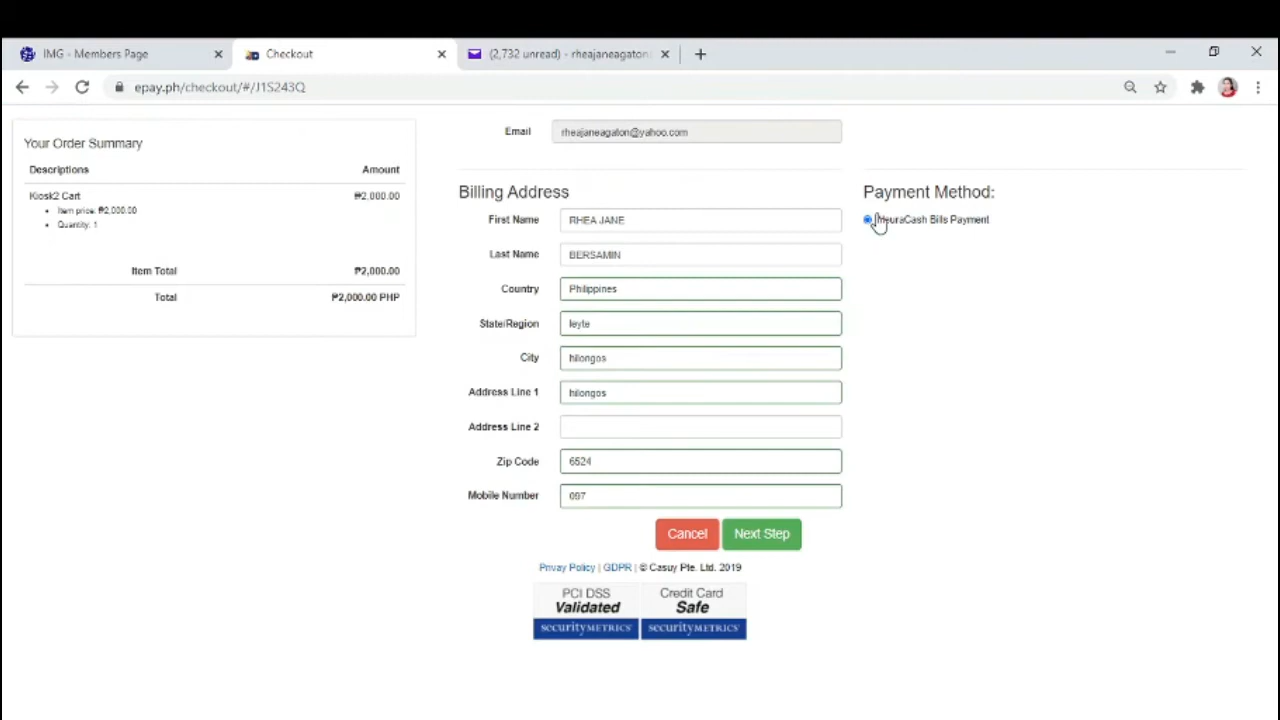 IMG - Members Page
Checkout
(2,732 unread) - rheajaneagaton
epay.ph/checkout/#/J1S243Q
Your Order Summary
Descriptions Amount
Kiosk2 Cart ₱2,000.00
Item price: ₱2,000.00
Quantity: 1
Item Total ₱2,000.00
Total ₱2,000.00 PHP
Email rheajaneagaton@yahoo.com
Billing Address
First Name RHEA JANE
Last Name BERSAMIN
Country Philippines
State/Region leyte
City hilongos
Address Line 1 hilongos
Address Line 2
Zip Code 6524
Mobile Number 097
Cancel Next Step
Privay Policy | GDPR | © Casuy Pte. Ltd. 2019
PCI DSS
Validated
securityMETRICS
Credit Card
Safe
securityMETRICS
Payment Method:
Bills Payment